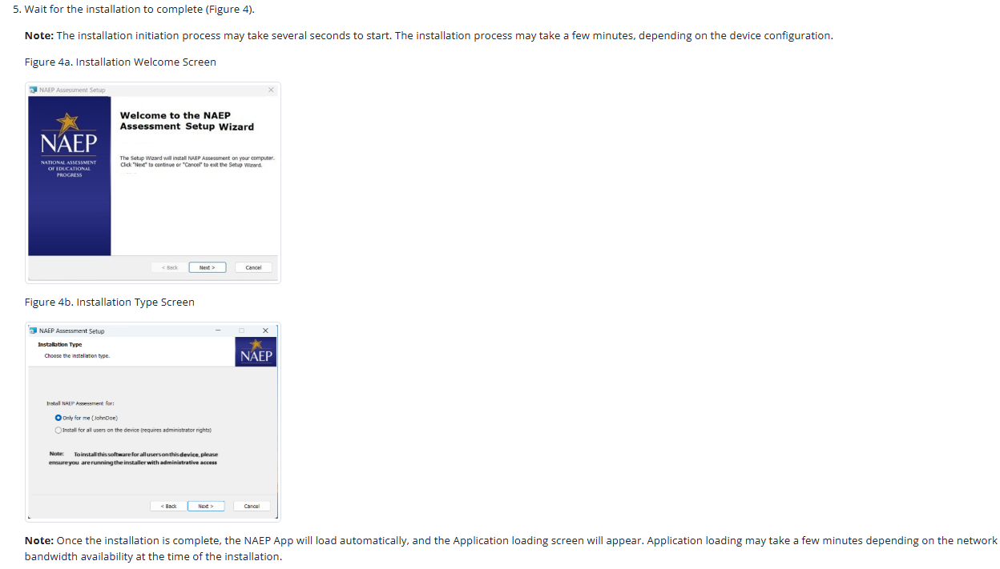 5. Wait for the installation to complete (Figure 4).
Note: The installation initiation process may take several seconds to start. The installation process may take a few minutes, depending on the device configuration.
Figure 4a. Installation Welcome Screen
NAEP Assessment Setup
NAEP
NATIONAL ASSESSMENT
OF EDUCATIONAL
PROGRESS
Welcome to the NAEP
Assessment Setup Wizard
The Setup Wizard will install NAEP Assessment on your computer.
Click "Next" to continue or "Cancel" to exit the Setup Wizard.
< Back Next > Cancel
Figure 4b. Installation Type Screen
NAEP Assessment Setup
Installation Type
Choose the installation type.
NAEP
Install NAEP Assessment for:
Only for me (JohnDoe)
Install for all users on the device (requires administrator rights)
Note: To install this software for all users on this device, please
ensure you are running the installer with administrative access
< Back Next > Cancel
Note: Once the installation is complete, the NAEP App will load automatically, and the Application loading screen will appear. Application loading may take a few minutes depending on the network
bandwidth availability at the time of the installation.